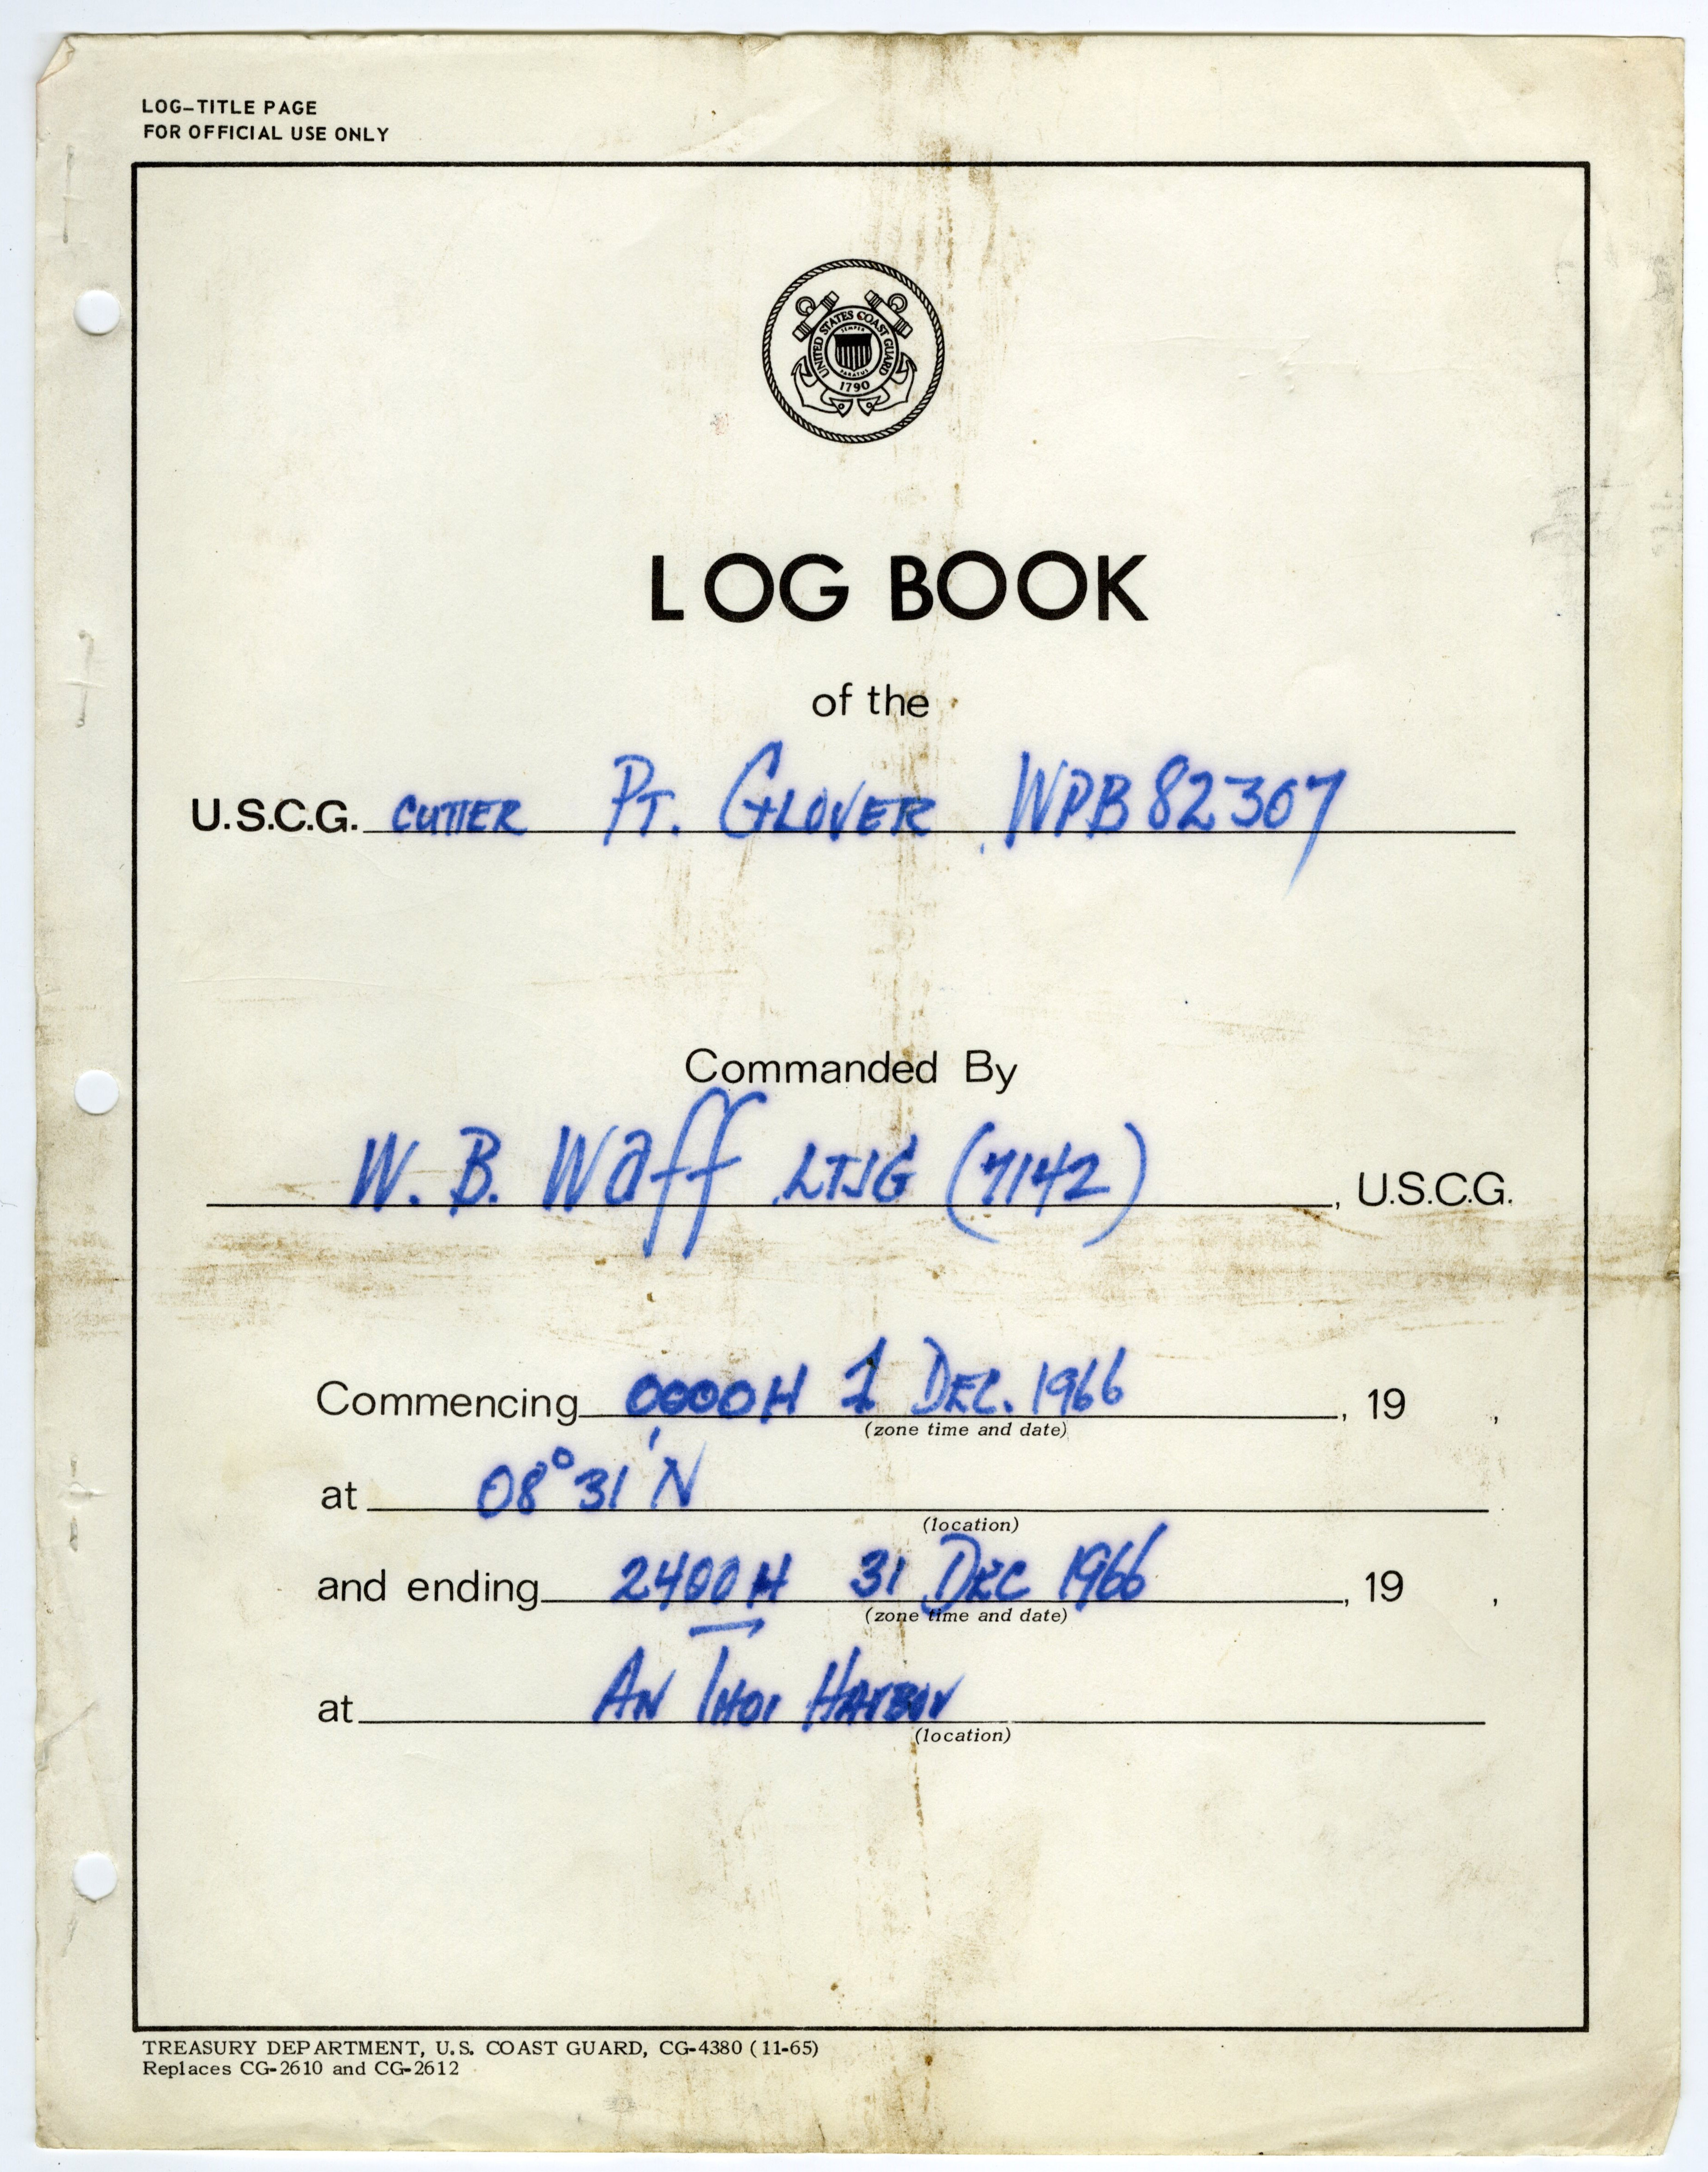 LOG-TITLE PAGE
FOR OFFICIAL USE ONLY
UNITED STATES COAST GUARD
SEMPER
PARATUS
1790
LOG BOOK
of the
U.S.C.G. CUTTER PT. GLOVER WPB 82307
Commanded By
W. B. Waff LTJG (7142), U.S.C.G.
Commencing 0000H 1 DEC. 1966, 19 ,
(zone time and date)
at 08° 31' N
(location)
and ending 2400H 31 DEC 1966, 19 ,
(zone time and date)
at AN THOI HARBOR
(location)
TREASURY DEPARTMENT, U.S. COAST GUARD, CG-4380 (11-65)
Replaces CG-2610 and CG-2612